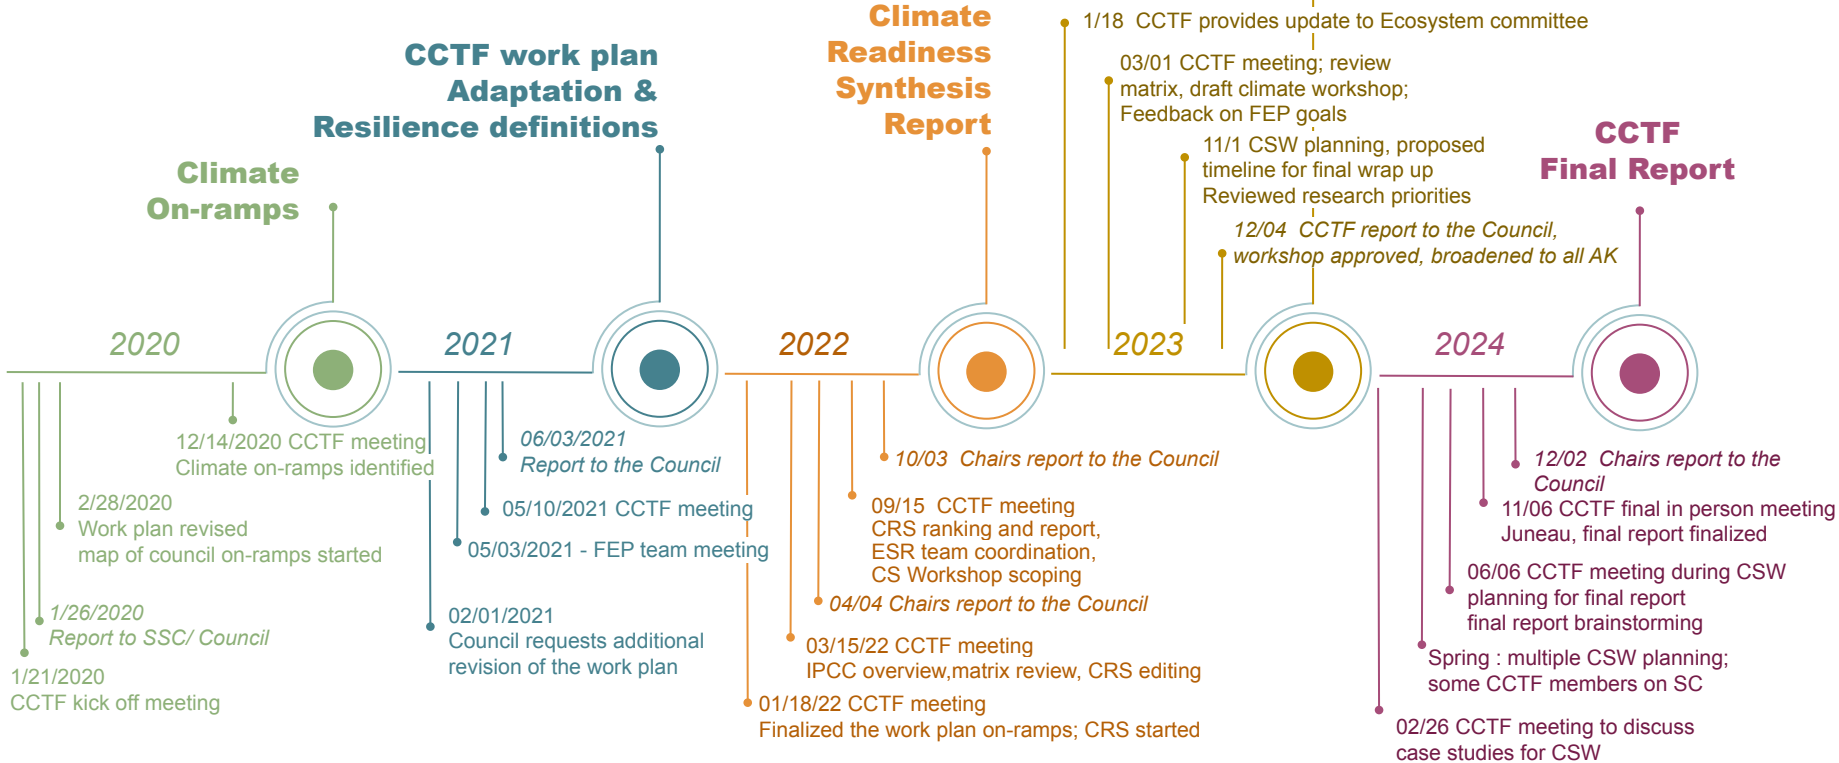 Climate
On-ramps
2020
12/14/2020 CCTF meeting
Climate on-ramps identified
2/28/2020
Work plan revised
map of council on-ramps started
1/26/2020
Report to SSC/ Council
1/21/2020
CCTF kick off meeting
CCTF work plan
Adaptation &
Resilience definitions
2021
06/03/2021
Report to the Council
05/10/2021 CCTF meeting
05/03/2021 - FEP team meeting
02/01/2021
Council requests additional
revision of the work plan
Climate
Readiness
Synthesis
Report
2022
10/03  Chairs report to the Council
09/15  CCTF meeting
CRS ranking and report,
ESR team coordination,
CS Workshop scoping
04/04 Chairs report to the Council
03/15/22 CCTF meeting
IPCC overview,matrix review, CRS editing
01/18/22 CCTF meeting
Finalized the work plan on-ramps; CRS started
1/18  CCTF provides update to Ecosystem committee
03/01 CCTF meeting; review
matrix, draft climate workshop;
Feedback on FEP goals
11/1 CSW planning, proposed
timeline for final wrap up
Reviewed research priorities
12/04  CCTF report to the Council,
workshop approved, broadened to all AK
2023
CCTF
Final Report
2024
12/02  Chairs report to the
Council
11/06 CCTF final in person meeting
Juneau, final report finalized
06/06 CCTF meeting during CSW
planning for final report
final report brainstorming
Spring : multiple CSW planning;
some CCTF members on SC
02/26 CCTF meeting to discuss
case studies for CSW